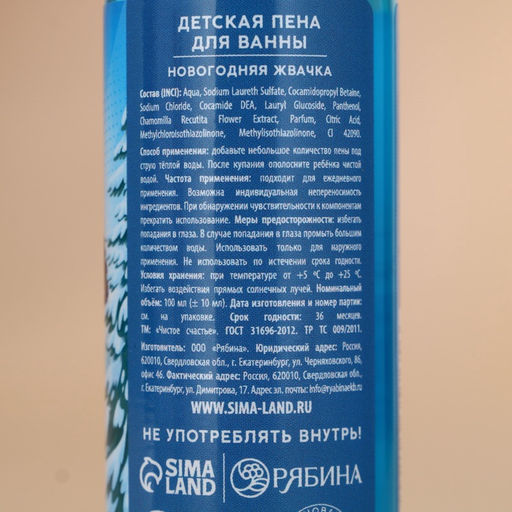 ДЕТСКАЯ ПЕНА
ДЛЯ ВАННЫ
НОВОГОДНЯЯ ЖВАЧКА
Состав (INCI): Aqua, Sodium Laureth Sulfate, Cocamidopropyl Betaine,
Sodium Chloride, Cocamide DEA, Lauryl Glucoside, Panthenol,
Chamomilla Recutita Flower Extract, Parfum, Citric Acid,
Methylchloroisothiazolinone, Methylisothiazolinone, CI 42090.
Способ применения: добавьте небольшое количество пены под
струю тёплой воды. После купания ополосните ребёнка чистой
водой. Частота применения: подходит для ежедневного
применения. Возможна индивидуальная непереносимость
ингредиентов. При обнаружении чувствительности к компонентам
прекратить использование. Меры предосторожности: избегать
попадания в глаза. В случае попадания в глаза промыть большим
количеством воды. Использовать только для наружного
применения. Не использовать по истечении срока годности.
Условия хранения: при температуре от +5 ºС до +25 ºС.
Избегать воздействия прямых солнечных лучей. Номинальный
объём: 100 мл (± 10 мл). Дата изготовления и номер партии:
см. на упаковке. Срок годности: 36 месяцев.
ТМ: «Чистое счастье». ГОСТ 31696-2012. ТР ТС 009/2011.
Изготовитель: ООО «Рябина». Юридический адрес: Россия,
620010, Свердловская обл., г. Екатеринбург, ул. Черняховского, 86,
офис 46. Фактический адрес: Россия, 620010, Свердловская обл.,
г. Екатеринбург, ул. Димитрова, 17. Адрес эл. почты: info@ryabinaekb.ru
WWW.SIMA-LAND.RU
НЕ УПОТРЕБЛЯТЬ ВНУТРЬ!
SIMA
LAND
РЯБИНА